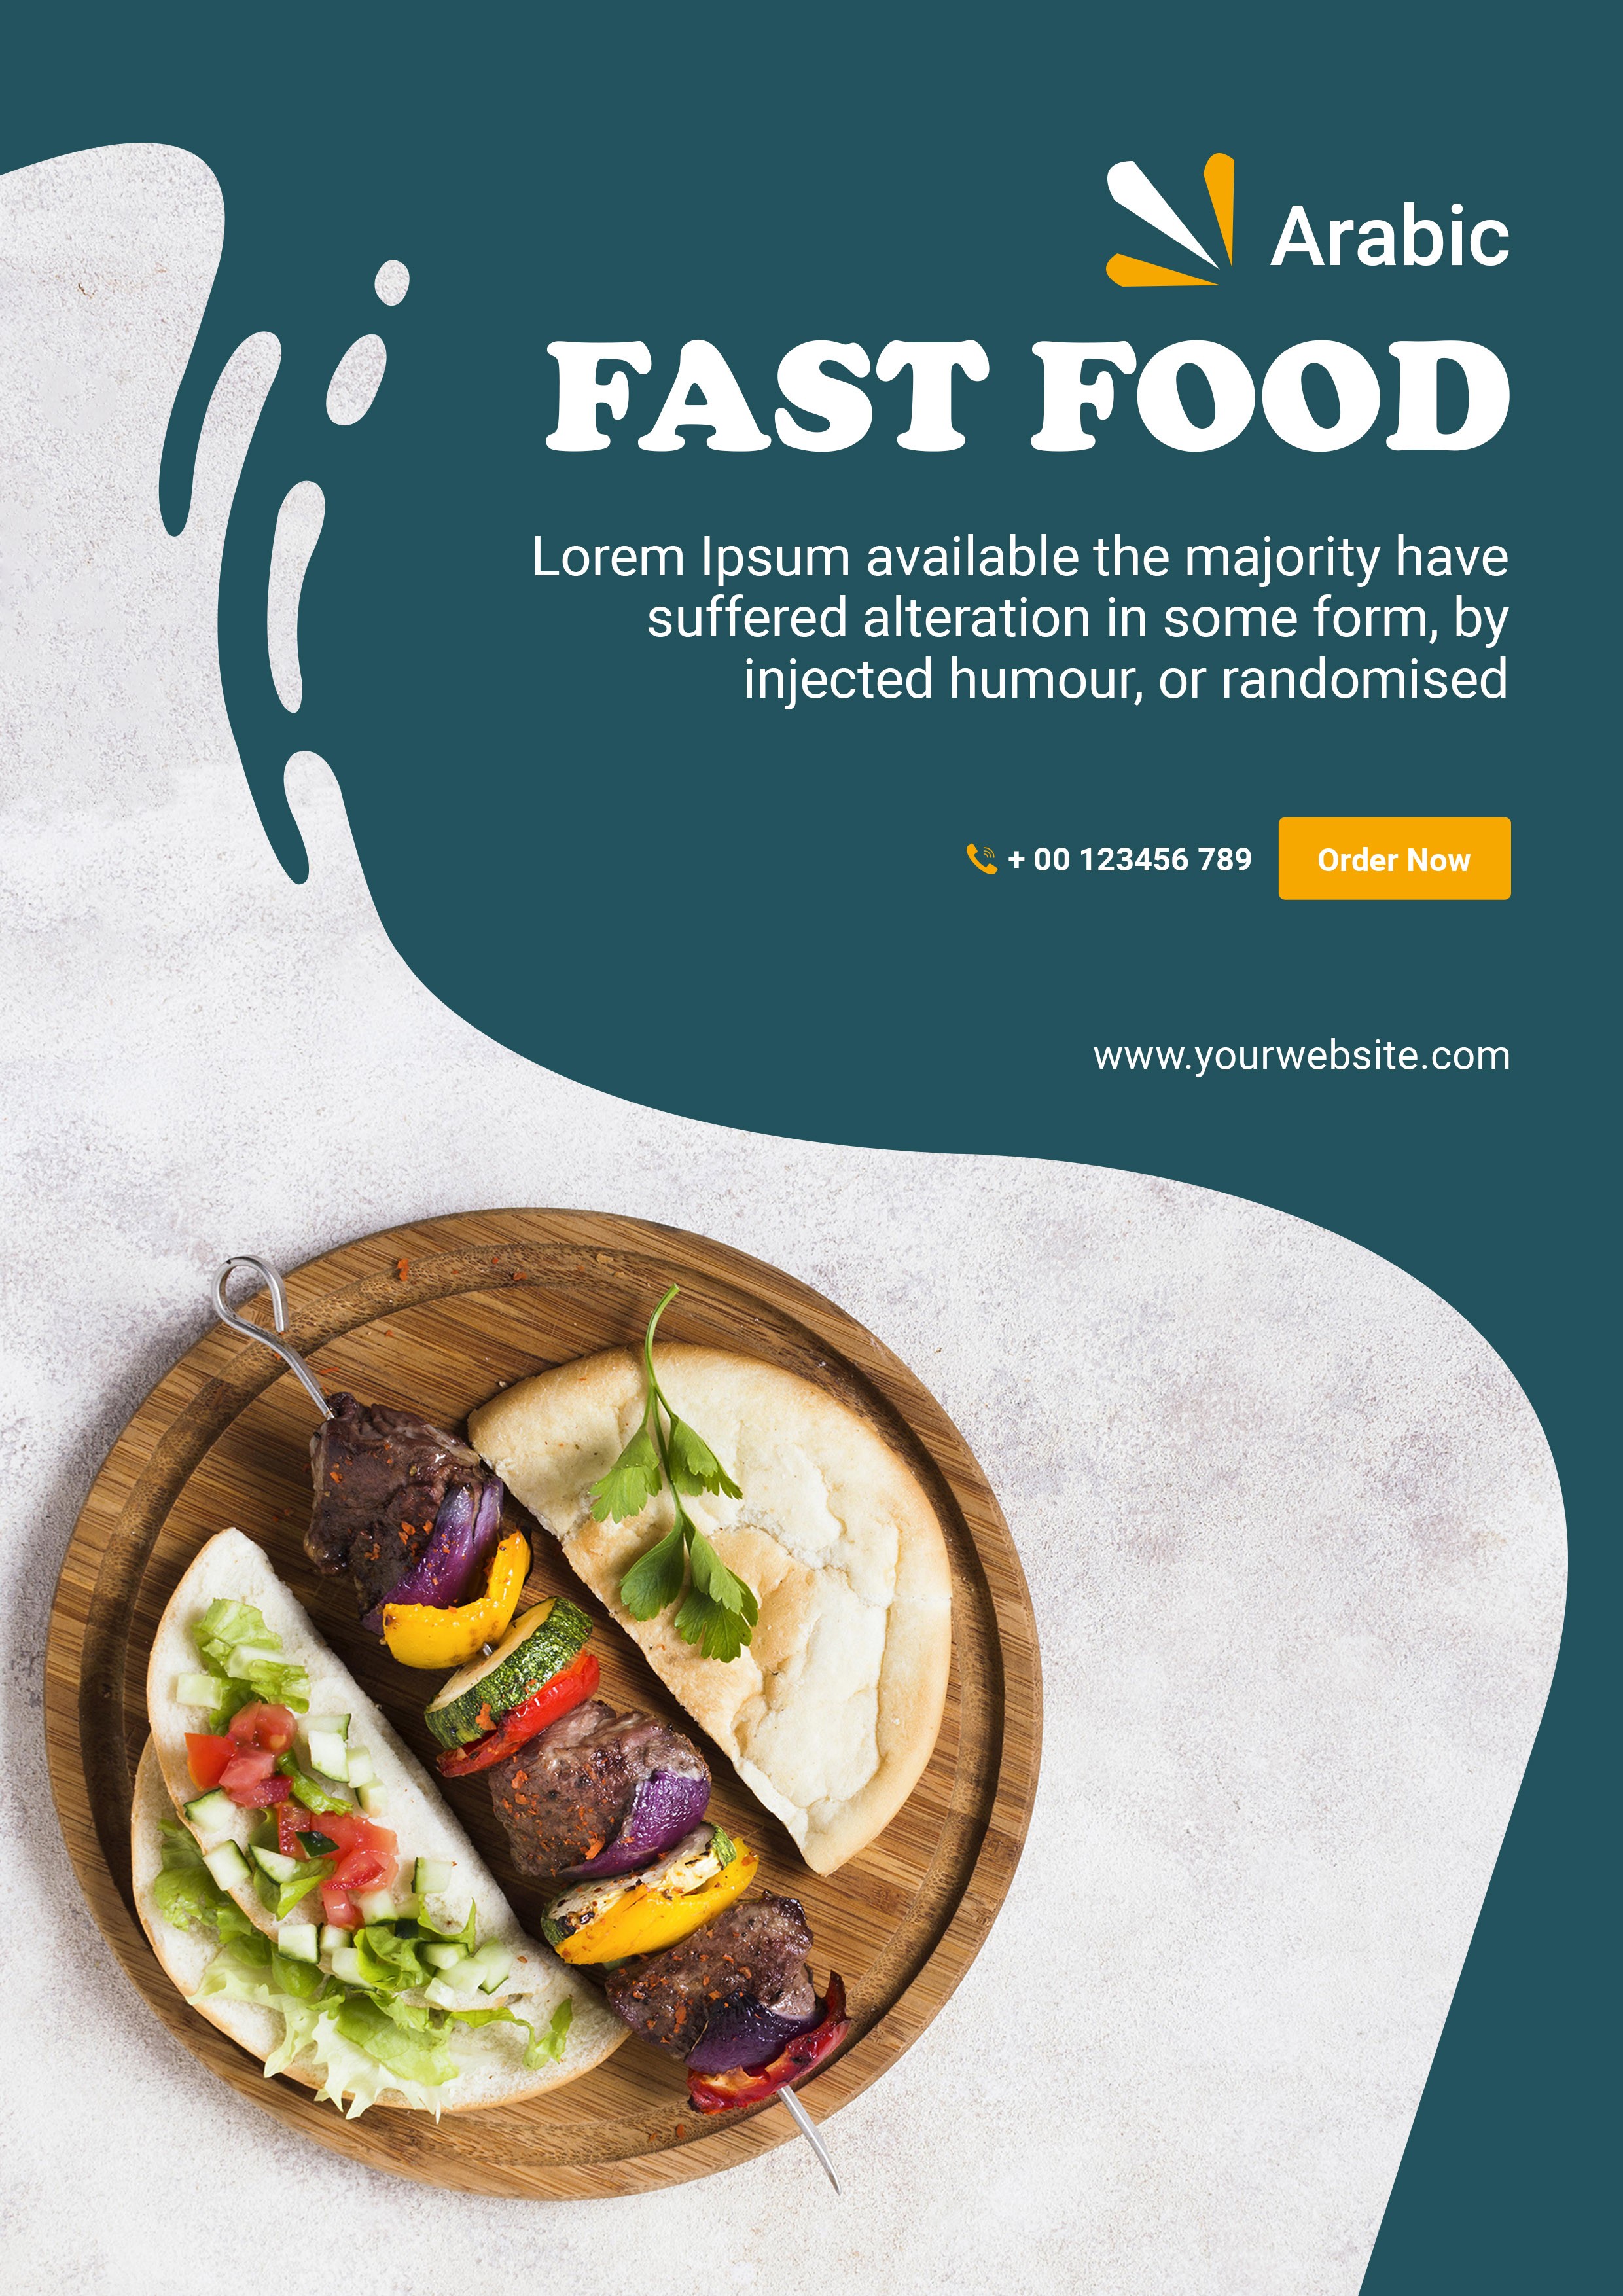 Arabic
FAST FOOD
Lorem Ipsum available the majority have
suffered alteration in some form, by
injected humour, or randomised
+ 00 123456 789
Order Now
www.yourwebsite.com